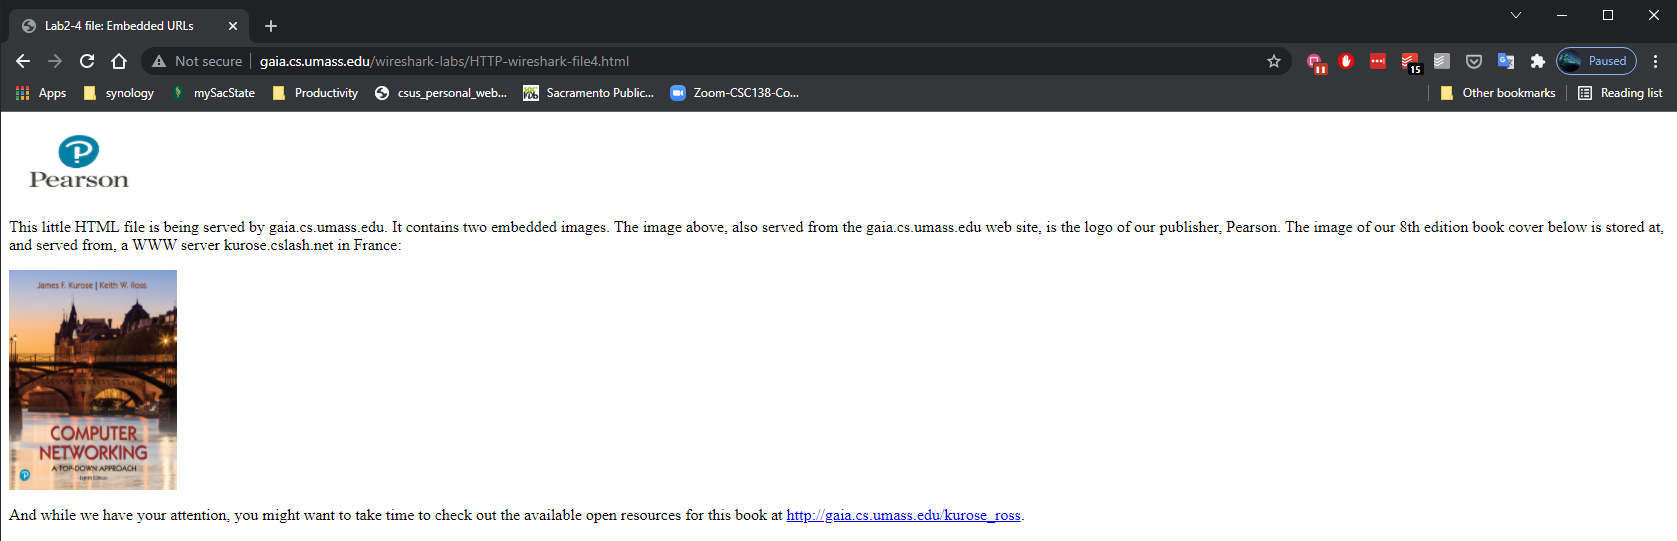 Lab2-4 file: Embedded URLs
Not secure
gaia.cs.umass.edu/wireshark-labs/HTTP-wireshark-file4.html
15
Paused
Apps
synology
mySacState
Productivity
csus_personal_web...
Sacramento Public...
Zoom-CSC138-Co...
Other bookmarks
Reading list
Pearson
This little HTML file is being served by gaia.cs.umass.edu. It contains two embedded images. The image above, also served from the gaia.cs.umass.edu web site, is the logo of our publisher, Pearson. The image of our 8th edition book cover below is stored at,
and served from, a WWW server kurose.cslash.net in France:
James F. Kurose | Keith W. Ross
COMPUTER
NETWORKING
A TOP-DOWN APPROACH
Eighth Edition
And while we have your attention, you might want to take time to check out the available open resources for this book at http://gaia.cs.umass.edu/kurose_ross.